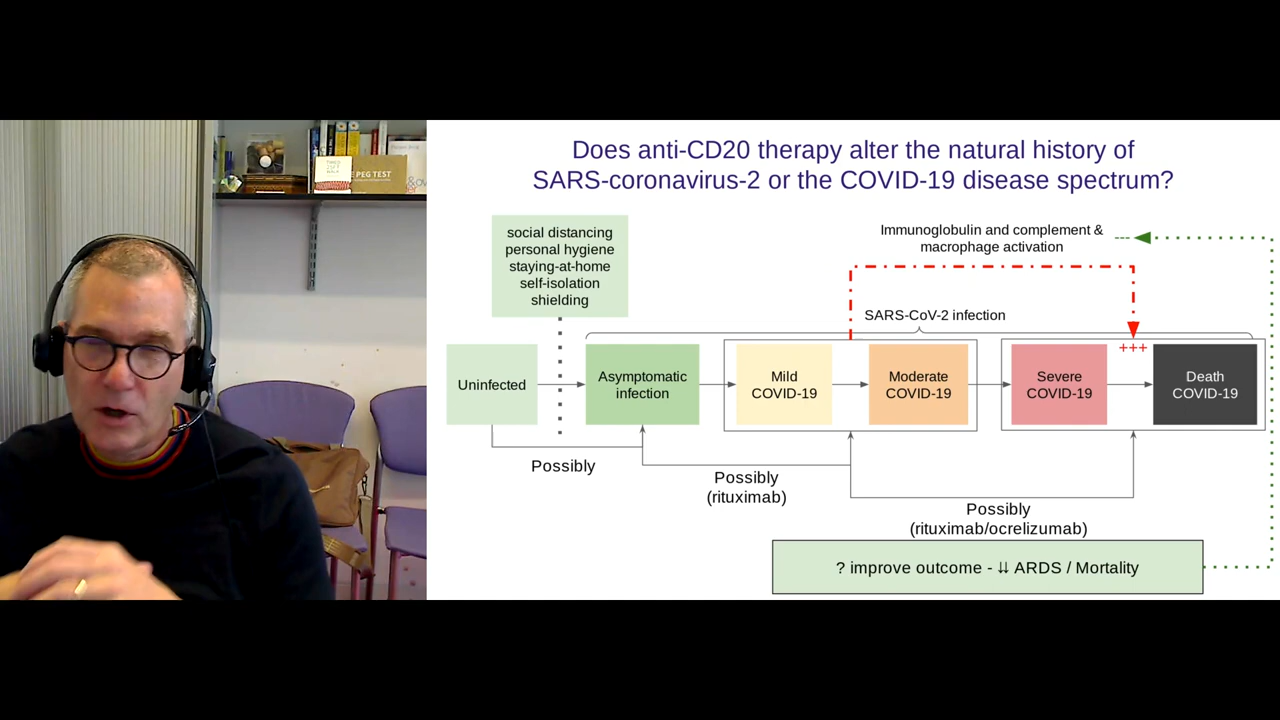 Does anti-CD20 therapy alter the natural history of
SARS-coronavirus-2 or the COVID-19 disease spectrum?
social distancing
personal hygiene
staying-at-home
self-isolation
shielding
Immunoglobulin and complement &
macrophage activation
---
SARS-CoV-2 infection
+++
Uninfected
Asymptomatic
infection
Mild
COVID-19
Moderate
COVID-19
Severe
COVID-19
Death
COVID-19
Possibly
Possibly
(rituximab)
Possibly
(rituximab/ocrelizumab)
? improve outcome - ⇊ ARDS / Mortality
PEG TEST